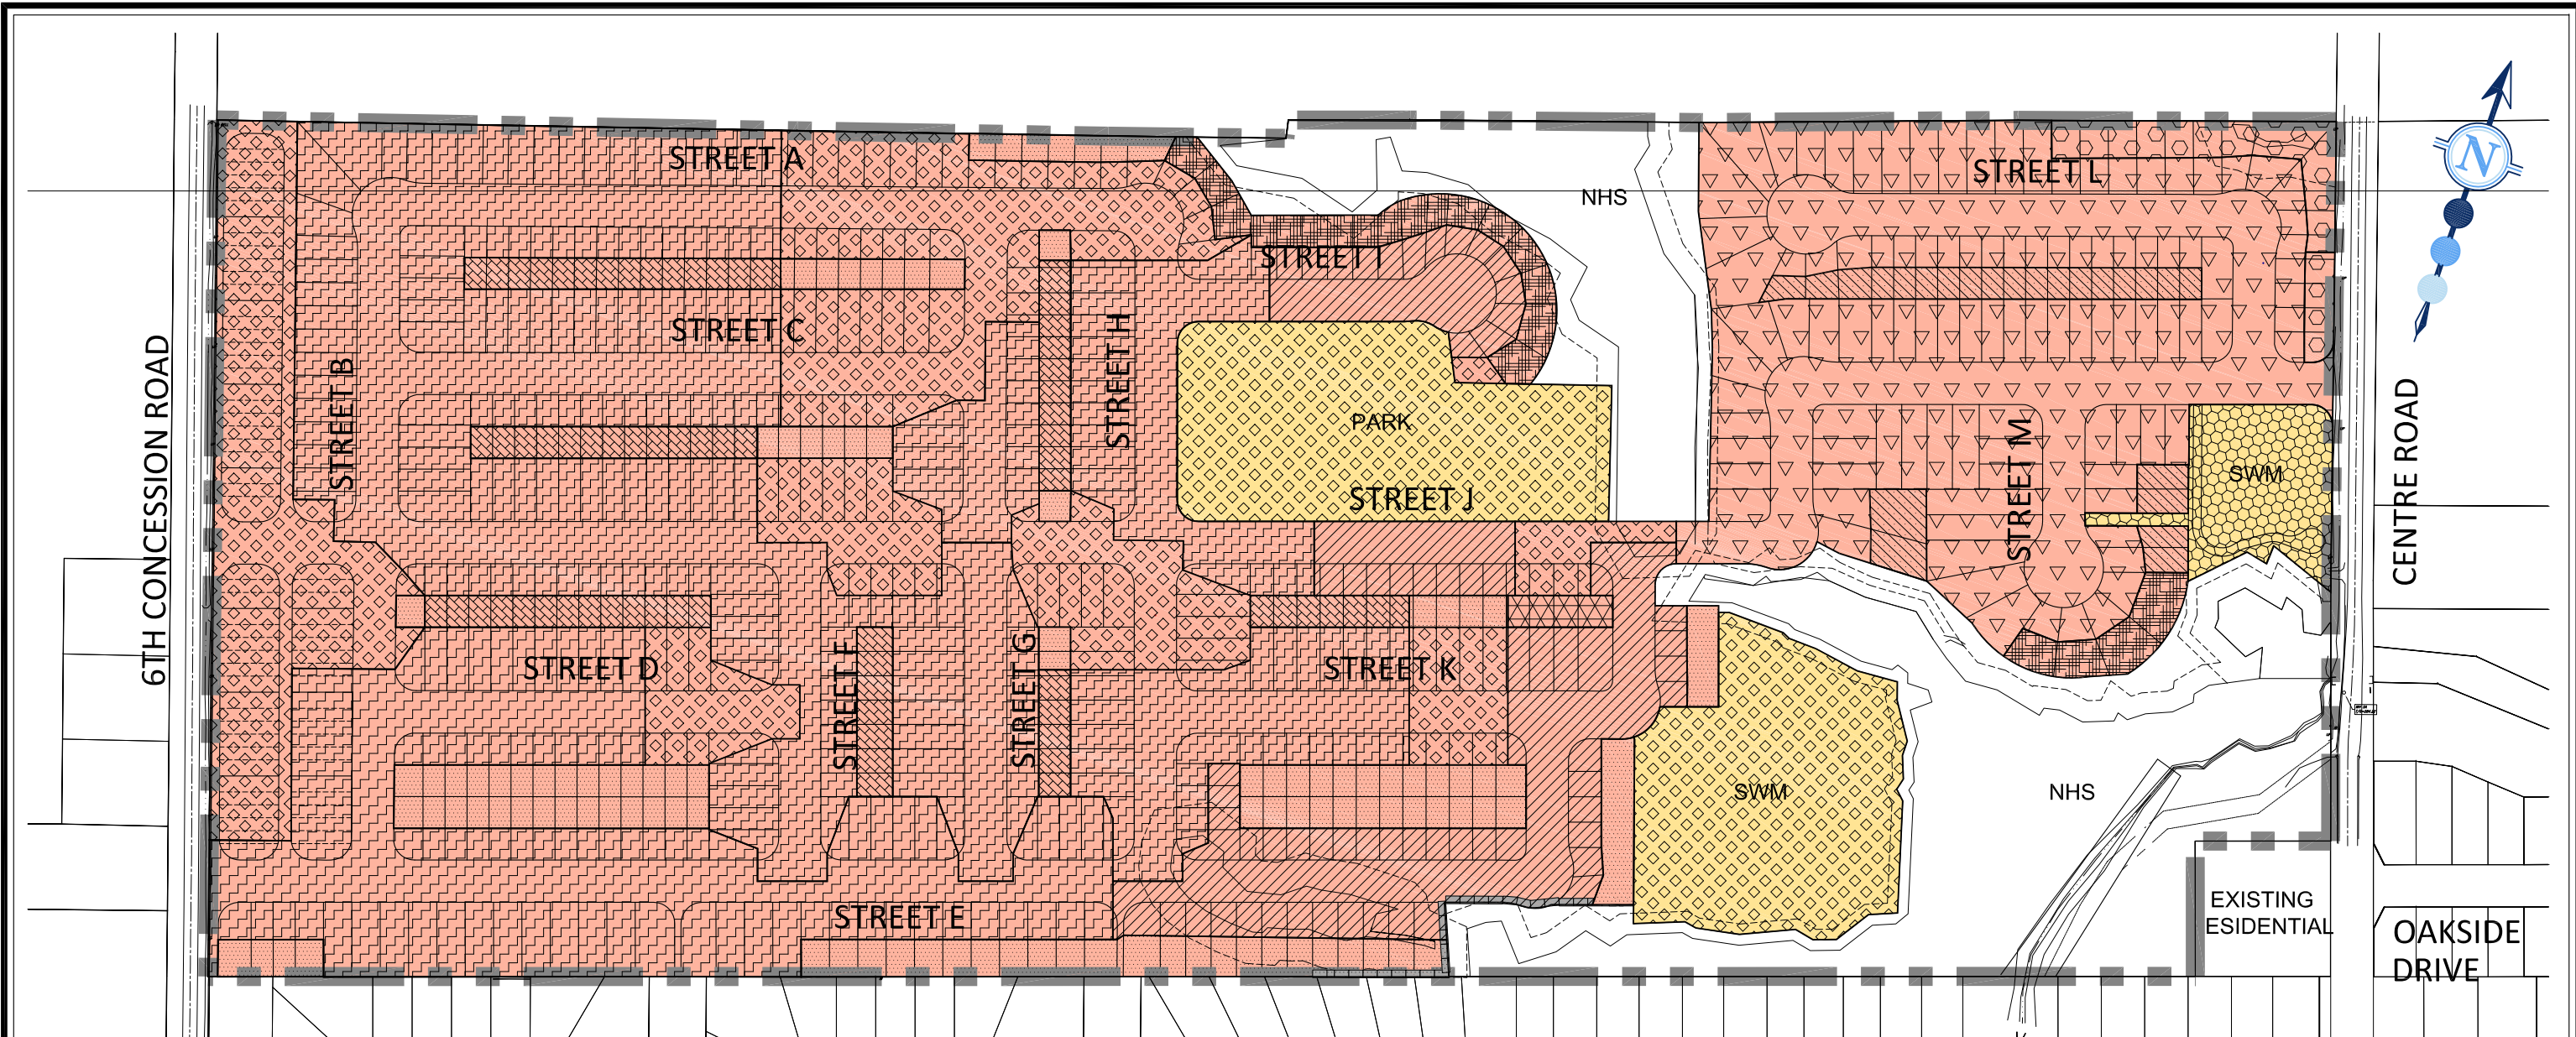 STREET A
STREET L
N
NHS
STREET I
STREET C
STREET H
STREET B
6TH CONCESSION ROAD
PARK
CENTRE ROAD
STREET M
SWM
STREET J
STREET D
STREET F
STREET G
STREET K
SWM
NHS
STREET E
EXISTING
ESIDENTIAL
OAKSIDE
DRIVE